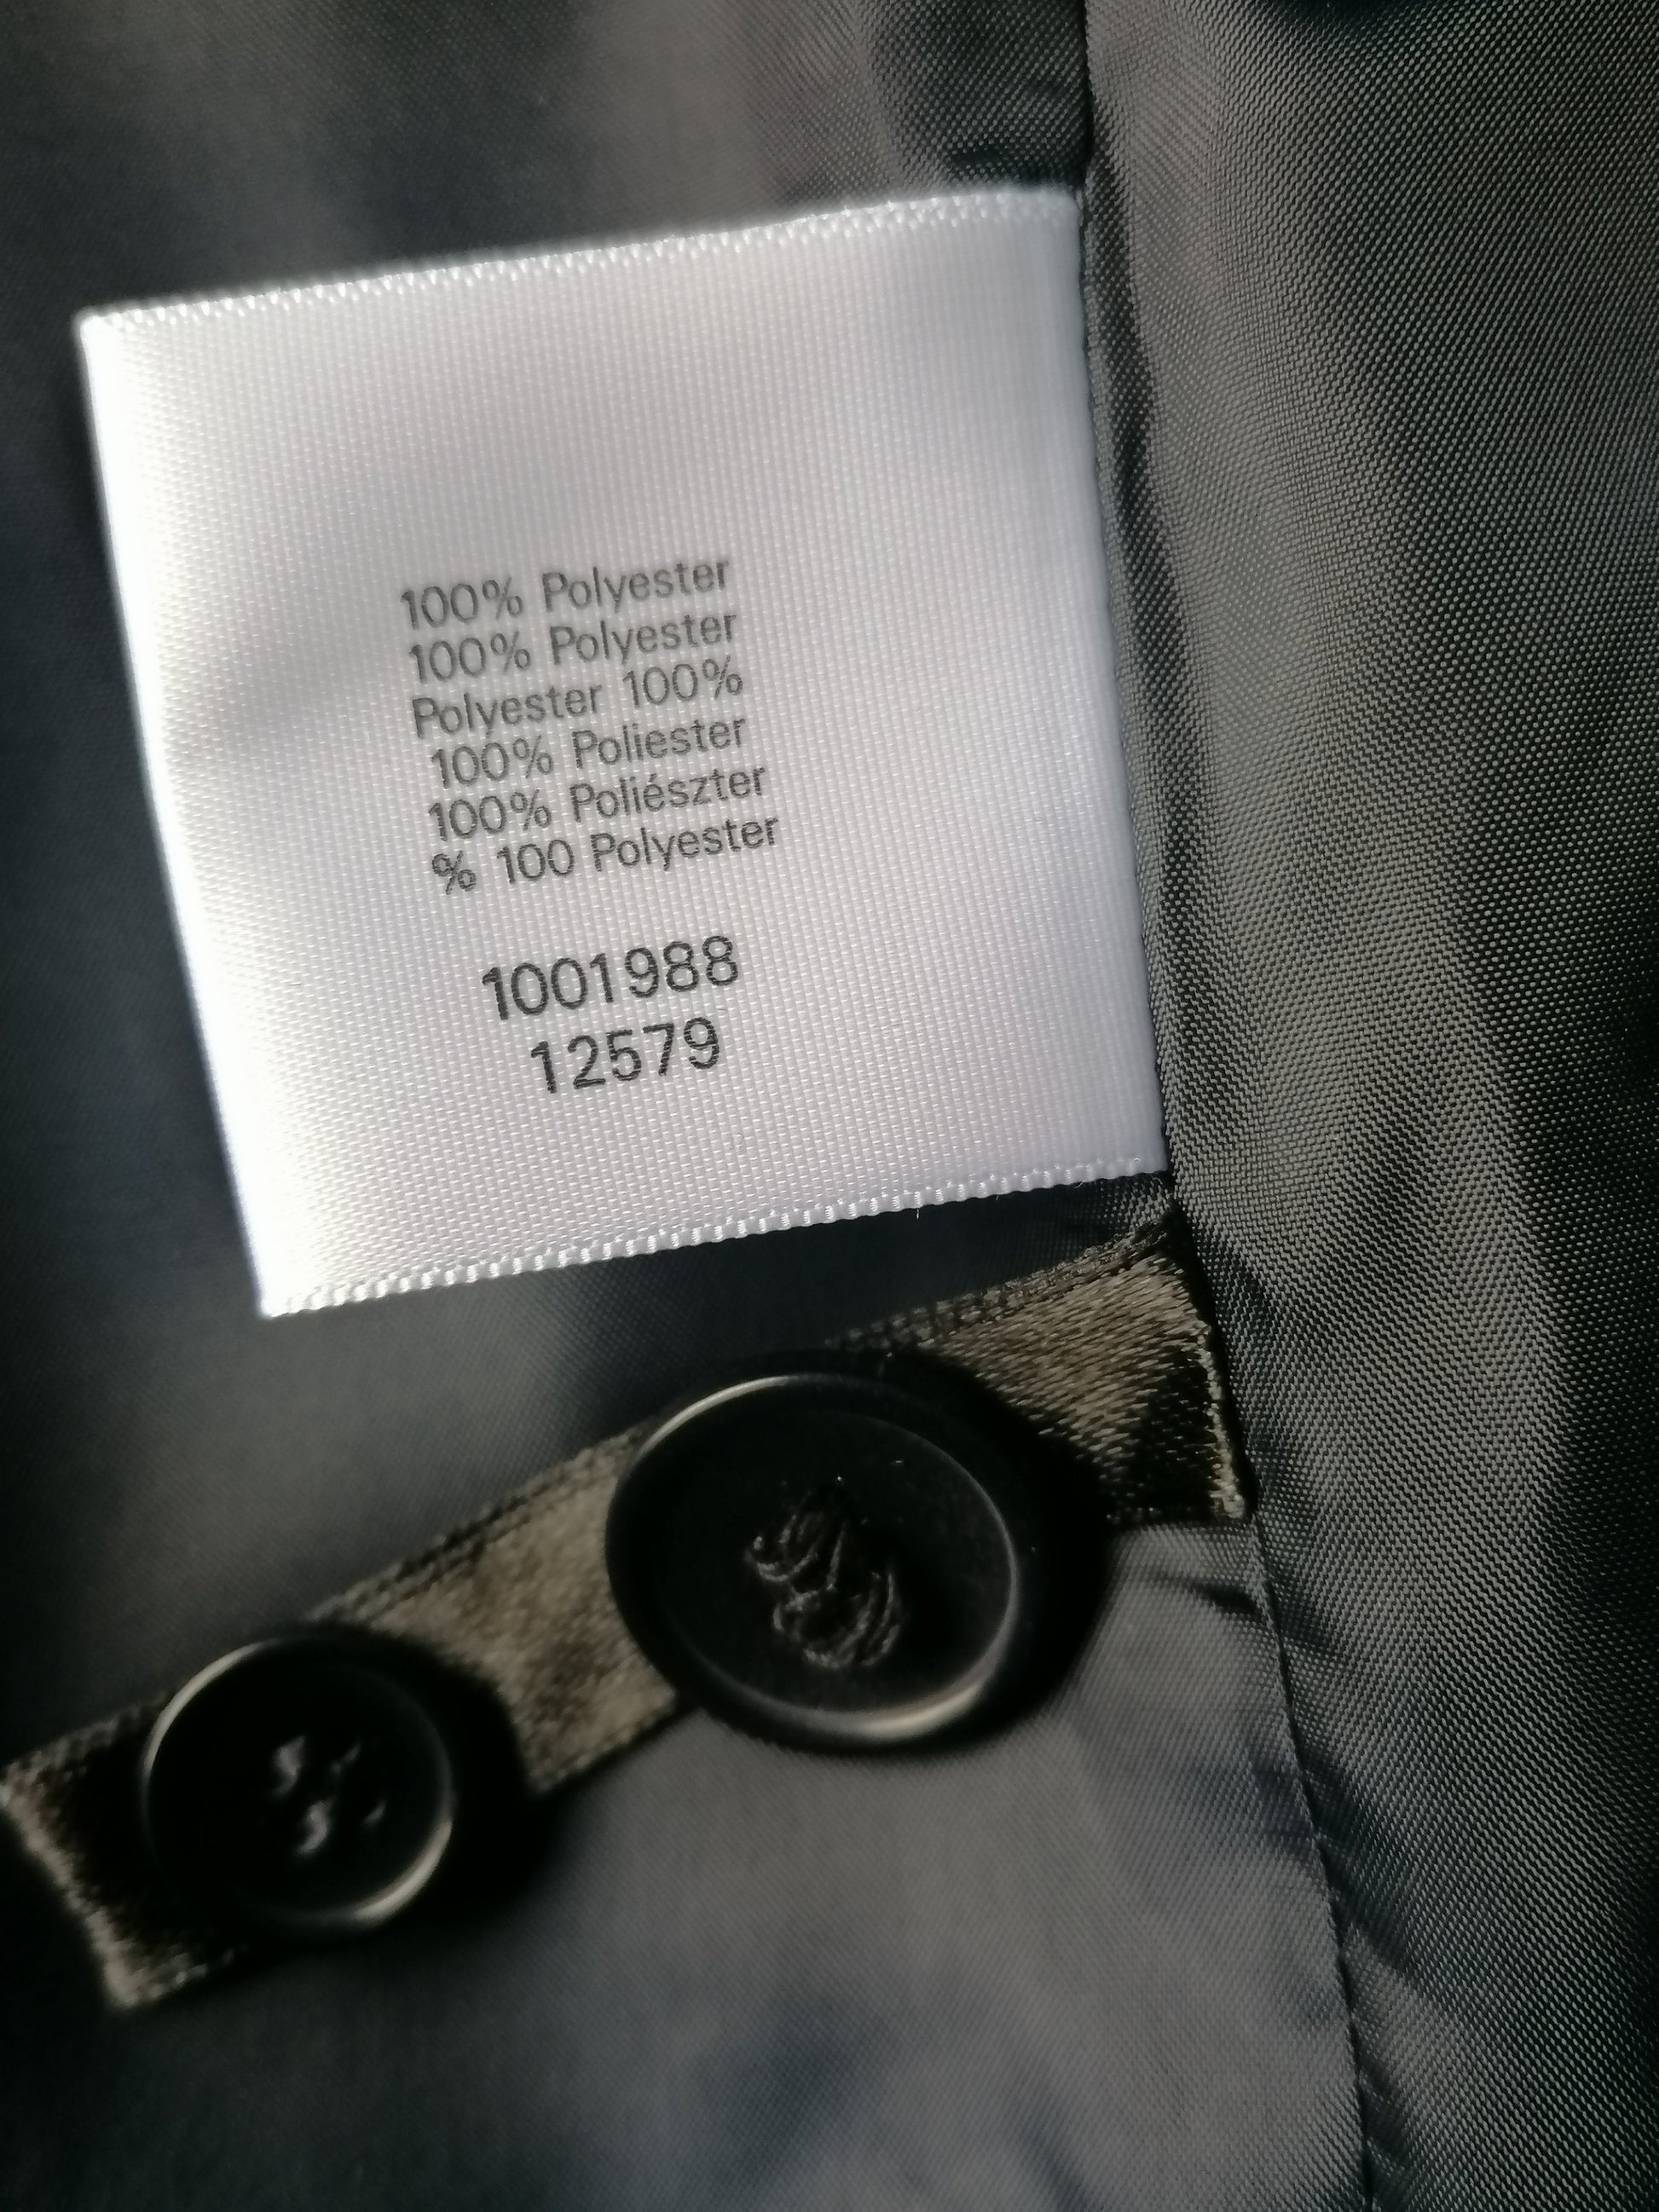 100% Polyester
100% Polyester
Polyester 100%
100% Poliester
100% Poliészter
% 100 Polyester
1001988
12579